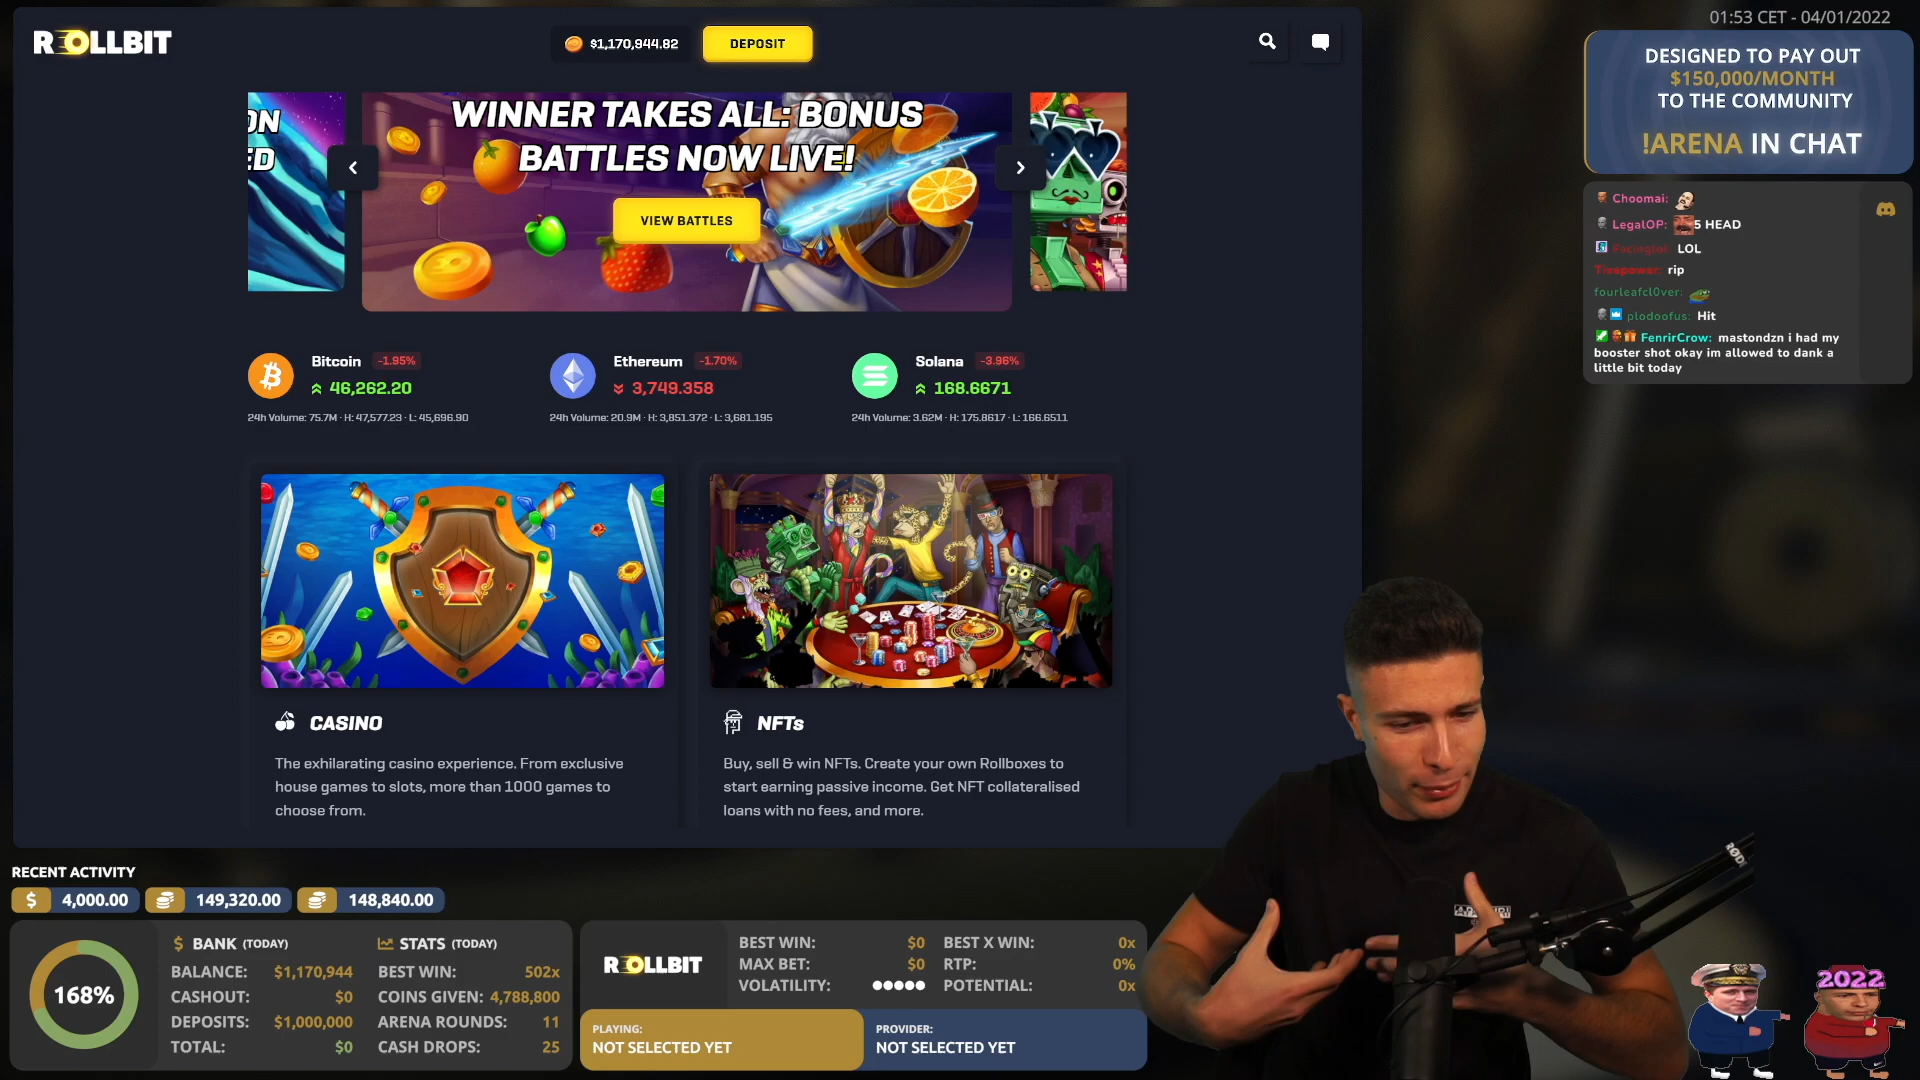 ROLLBIT
$1,170,944.82
DEPOSIT
01:53 CET - 04/01/2022
DESIGNED TO PAY OUT
$150,000/MONTH
TO THE COMMUNITY
!ARENA IN CHAT
ON
ED
WINNER TAKES ALL: BONUS
BATTLES NOW LIVE!
VIEW BATTLES
Choomai:
LegalOP: 5 HEAD
LOL
Tixepower: rip
fourleafcl0ver:
plodoofus: Hit
FenrirCrow: mastondzn i had my
booster shot okay im allowed to dank a
little bit today
Bitcoin -1.95%
46,262.20
24h Volume: 75.7M · H: 47,577.23 · L: 45,696.90
Ethereum -1.70%
3,749.358
24h Volume: 20.9M · H: 3,851.372 · L: 3,681.195
Solana -3.96%
168.6671
24h Volume: 3.62M · H: 175.8617 · L: 166.6511
CASINO
The exhilarating casino experience. From exclusive
house games to slots, more than 1000 games to
choose from.
NFTs
Buy, sell & win NFTs. Create your own Rollboxes to
start earning passive income. Get NFT collateralised
loans with no fees, and more.
RECENT ACTIVITY
$ 4,000.00
149,320.00
148,840.00
168%
$ BANK (TODAY)
BALANCE: $1,170,944
CASHOUT: $0
DEPOSITS: $1,000,000
TOTAL: $0
STATS (TODAY)
BEST WIN: 502x
COINS GIVEN: 4,788,800
ARENA ROUNDS: 11
CASH DROPS: 25
ROLLBIT
BEST WIN: $0
MAX BET: $0
VOLATILITY:
BEST X WIN: 0x
RTP: 0%
POTENTIAL: 0x
PLAYING:
NOT SELECTED YET
PROVIDER:
NOT SELECTED YET
RØDE
2022